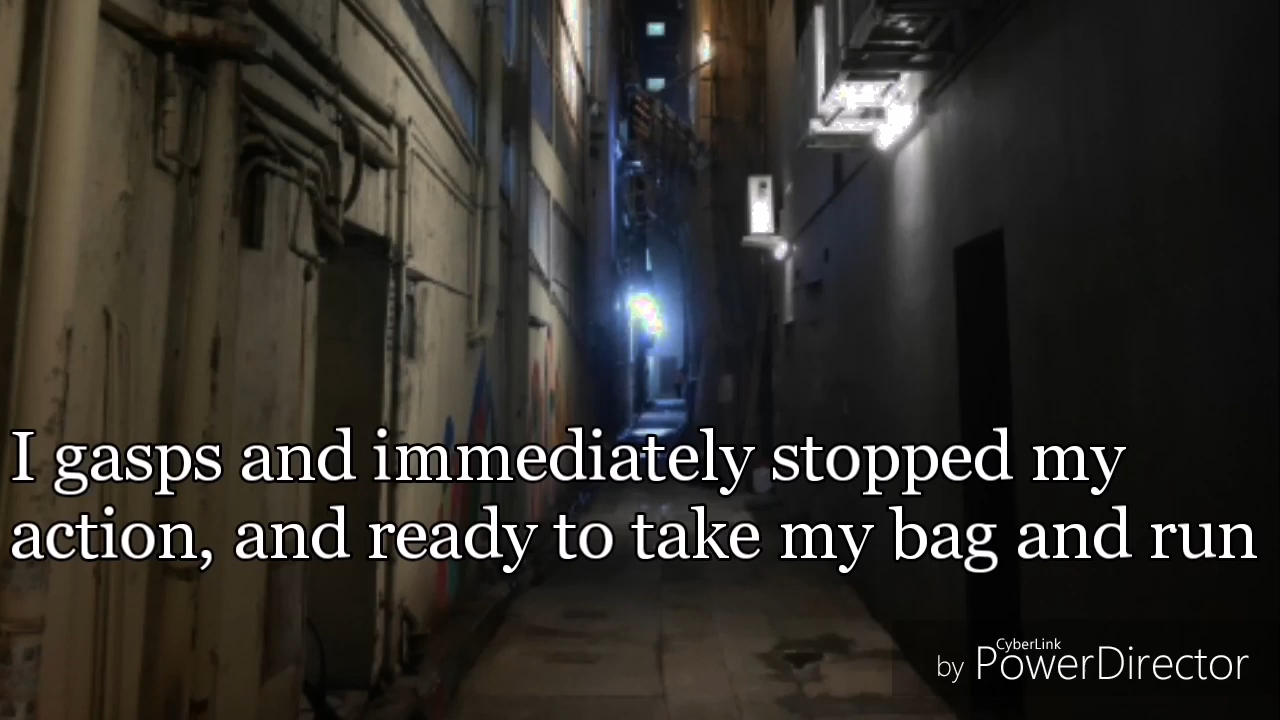 I gasps and immediately stopped my
action, and ready to take my bag and run
CyberLink
by PowerDirector